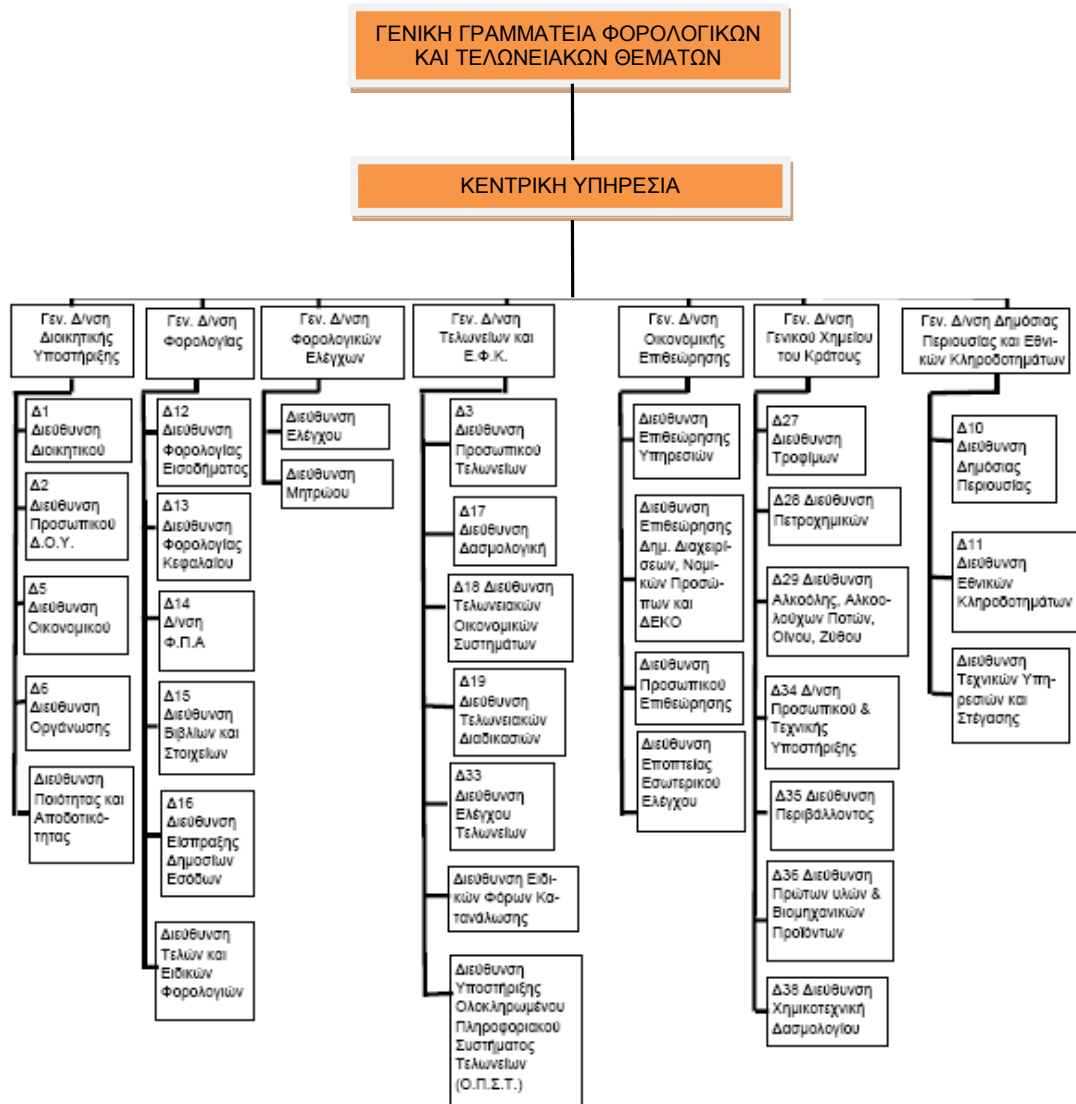 ΓΕΝΙΚΗ ΓΡΑΜΜΑΤΕΙΑ ΦΟΡΟΛΟΓΙΚΩΝ
ΚΑΙ ΤΕΛΩΝΕΙΑΚΩΝ ΘΕΜΑΤΩΝ
ΚΕΝΤΡΙΚΗ ΥΠΗΡΕΣΙΑ
Γεν. Δ/νση
Διοικητικής
Υποστήριξης
Δ1
Διεύθυνση
Διοικητικού
Δ2
Διεύθυνση
Προσωπικού
Δ.Ο.Υ.
Δ5
Διεύθυνση
Οικονομικού
Δ6
Διεύθυνση
Οργάνωσης
Διεύθυνση
Ποιότητας και
Αποδοτικό-
τητας
Γεν. Δ/νση
Φορολογίας
Δ12
Διεύθυνση
Φορολογίας
Εισοδήματος
Δ13
Διεύθυνση
Φορολογίας
Κεφαλαίου
Δ14
Δ/νση
Φ.Π.Α
Δ15
Διεύθυνση
Βιβλίων και
Στοιχείων
Δ16
Διεύθυνση
Είσπραξης
Δημοσίων
Εσόδων
Διεύθυνση
Τελών και
Ειδικών
Φορολογιών
Γεν. Δ/νση
Φορολογικών
Ελέγχων
Διεύθυνση
Ελέγχου
Διεύθυνση
Μητρώου
Γεν. Δ/νση
Τελωνείων και
Ε.Φ.Κ.
Δ3
Διεύθυνση
Προσωπικού
Τελωνείων
Δ17
Διεύθυνση
Δασμολογική
Δ18 Διεύθυνση
Τελωνειακών
Οικονομικών
Συστημάτων
Δ19
Διεύθυνση
Τελωνειακών
Διαδικασιών
Δ33
Διεύθυνση
Ελέγχου
Τελωνείων
Διεύθυνση Ειδι-
κών Φόρων Κα-
τανάλωσης
Διεύθυνση
Υποστήριξης
Ολοκληρωμένου
Πληροφοριακού
Συστήματος
Τελωνείων
(Ο.Π.Σ.Τ.)
Γεν. Δ/νση
Οικονομικής
Επιθεώρησης
Διεύθυνση
Επιθεώρησης
Υπηρεσιών
Διεύθυνση
Επιθεώρησης
Δημ. Διαχειρί-
σεων, Νομι-
κών Προσώ-
πων και
ΔΕΚΟ
Διεύθυνση
Προσωπικού
Επιθεώρησης
Διεύθυνση
Εποπτείας
Εσωτερικού
Ελέγχου
Γεν. Δ/νση
Γενικού Χημείου
του Κράτους
Δ27
Διεύθυνση
Τροφίμων
Δ28 Διεύθυνση
Πετροχημικών
Δ29 Διεύθυνση
Αλκοόλης, Αλκοο-
λούχων Ποτών,
Οίνου, Ζύθου
Δ34 Δ/νση
Προσωπικού &
Τεχνικής
Υποστήριξης
Δ35 Διεύθυνση
Περιβάλλοντος
Δ36 Διεύθυνση
Πρώτων υλών &
Βιομηχανικών
Προϊόντων
Δ38 Διεύθυνση
Χημικοτεχνική
Δασμολογίου
Γεν. Δ/νση Δημόσιας
Περιουσίας και Εθνι-
κών Κληροδοτημάτων
Δ10
Διεύθυνση
Δημόσιας
Περιουσίας
Δ11
Διεύθυνση
Εθνικών
Κληροδοτημάτων
Διεύθυνση
Τεχνικών Υπη-
ρεσιών και
Στέγασης